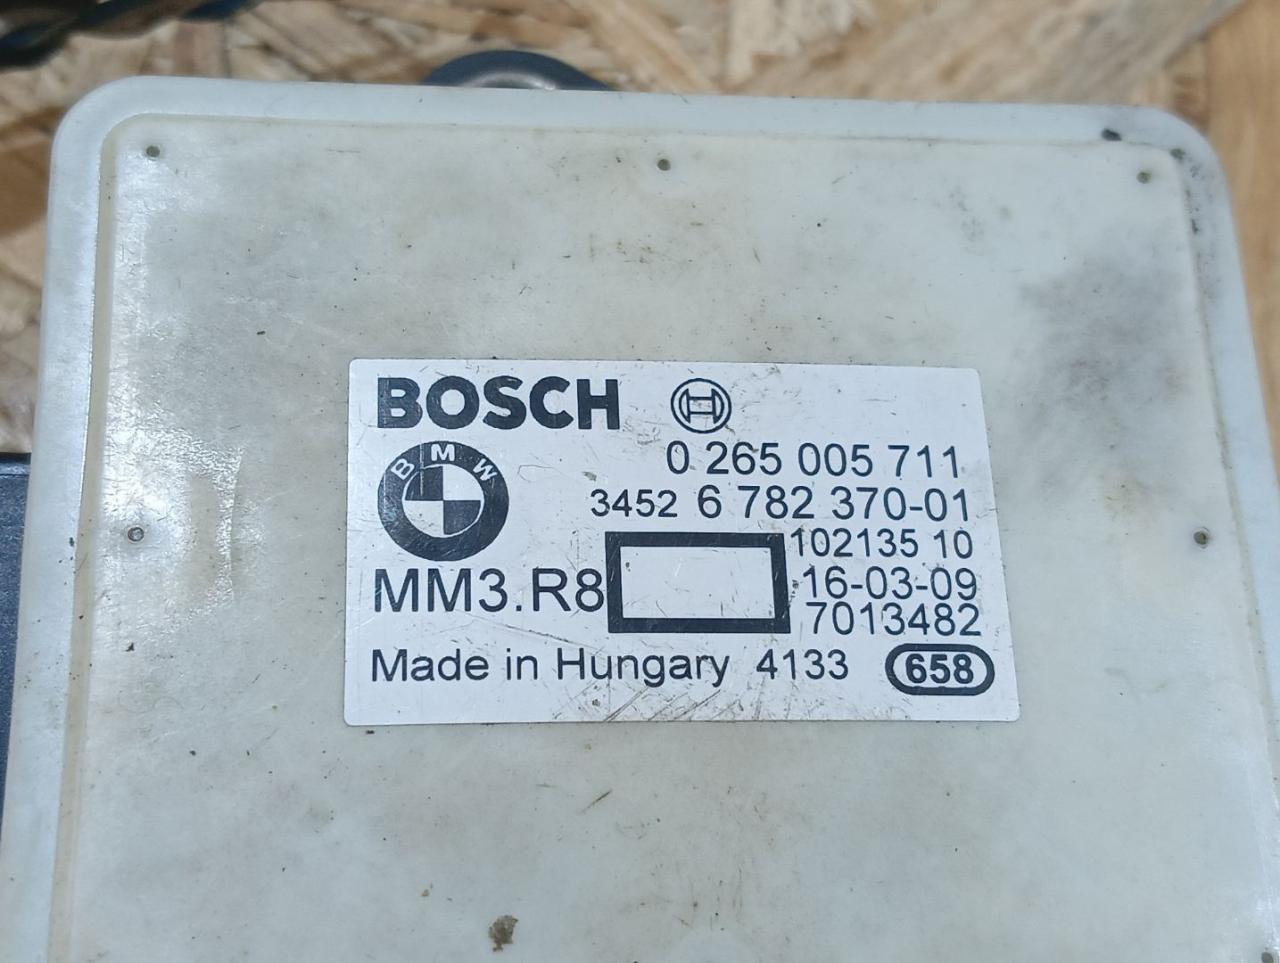 BOSCH
BMW
0 265 005 711
3452 6 782 370-01
102135 10
MM3.R8
16-03-09
7013482
Made in Hungary 4133 658